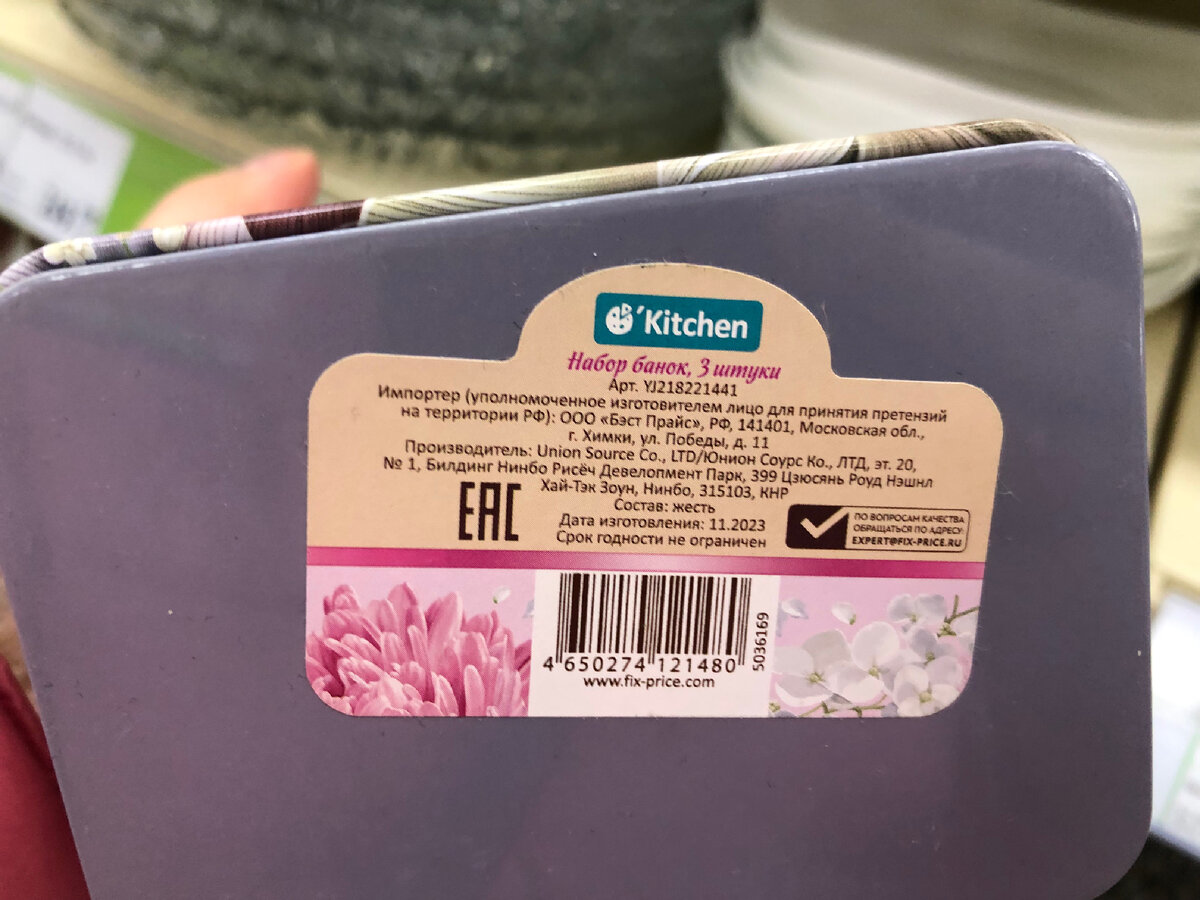 'Kitchen
Набор банок, 3 штуки
Арт. YJ218221441
Импортер (уполномоченное изготовителем лицо для принятия претензий
на территории РФ): ООО «Бэст Прайс», РФ, 141401, Московская обл.,
г. Химки, ул. Победы, д. 11
Производитель: Union Source Co., LTD/Юнион Соурс Ко., ЛТД, эт. 20,
№ 1, Билдинг Нинбо Рисёч Девелопмент Парк, 399 Цзюсянь Роуд Нэшнл
Хай-Тэк Зоун, Нинбо, 315103, КНР
Состав: жесть
Дата изготовления: 11.2023
Срок годности не ограничен
EAC
ПО ВОПРОСАМ КАЧЕСТВА
ОБРАЩАТЬСЯ ПО АДРЕСУ:
EXPERT@FIX-PRICE.RU
4 650274 121480
5036169
www.fix-price.com